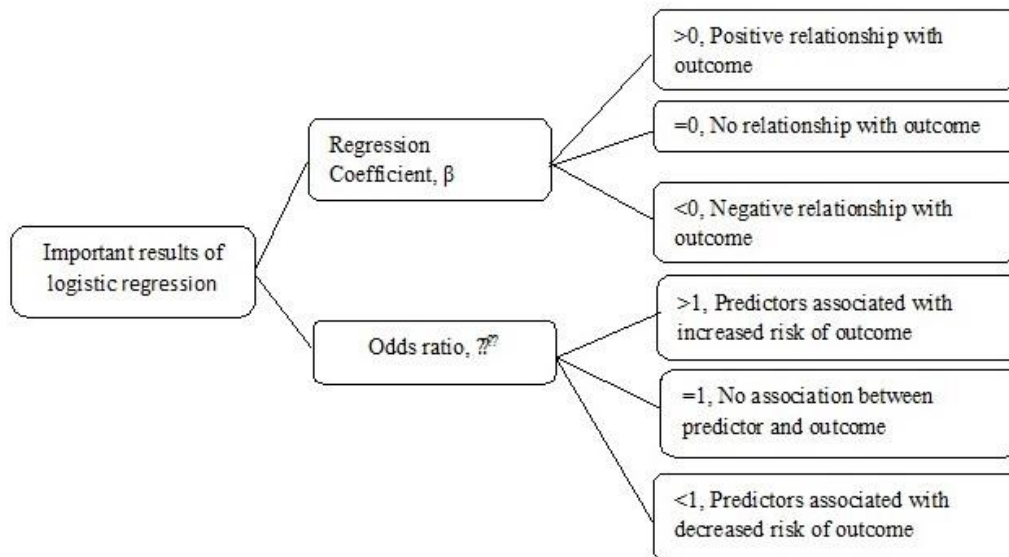 Important results of
logistic regression
Regression
Coefficient, β
Odds ratio, ⁇
>0, Positive relationship with
outcome
=0, No relationship with outcome
<0, Negative relationship with
outcome
>1, Predictors associated with
increased risk of outcome
=1, No association between
predictor and outcome
<1, Predictors associated with
decreased risk of outcome